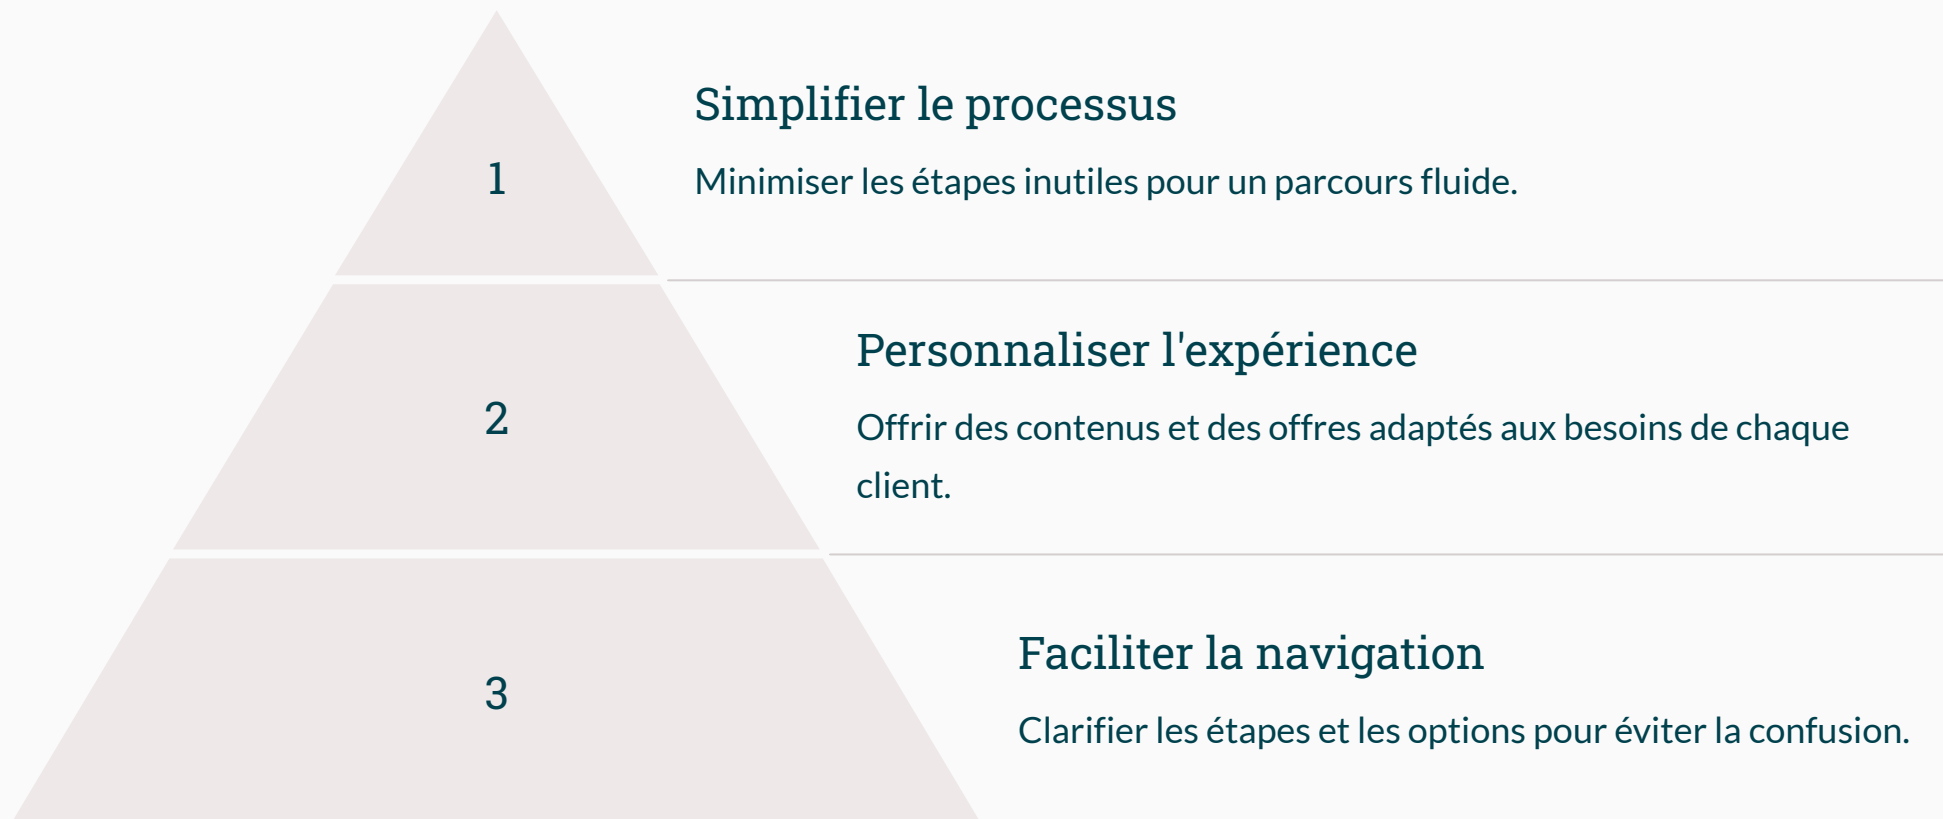 1
Simplifier le processus
Minimiser les étapes inutiles pour un parcours fluide.
2
Personnaliser l'expérience
Offrir des contenus et des offres adaptés aux besoins de chaque
client.
3
Faciliter la navigation
Clarifier les étapes et les options pour éviter la confusion.